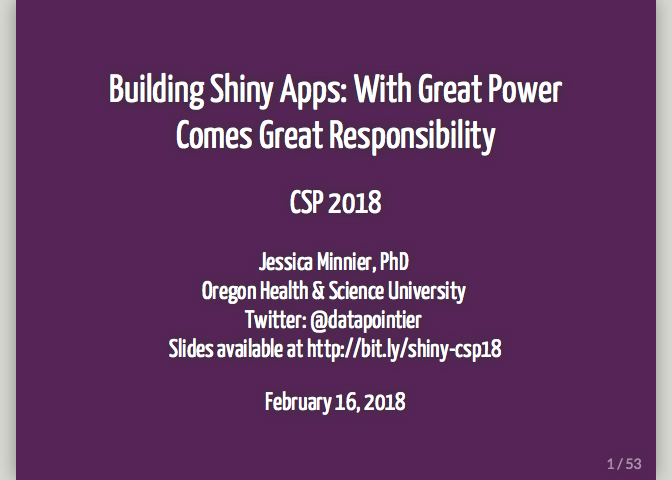 Building Shiny Apps: With Great Power
Comes Great Responsibility
CSP 2018
Jessica Minnier, PhD
Oregon Health & Science University
Twitter: @datapointier
Slides available at http://bit.ly/shiny-csp18
February 16, 2018
1 / 53